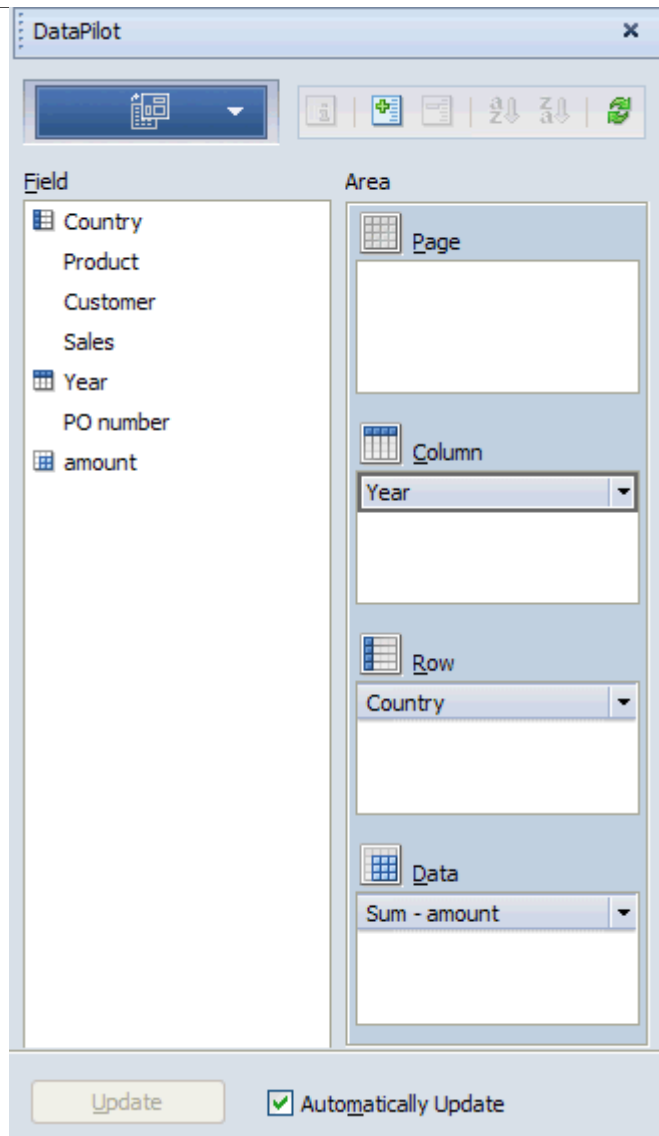 DataPilot
Field
Country
Product
Customer
Sales
Year
PO number
amount
Area
Page
Column
Year
Row
Country
Data
Sum - amount
Update
Automatically Update